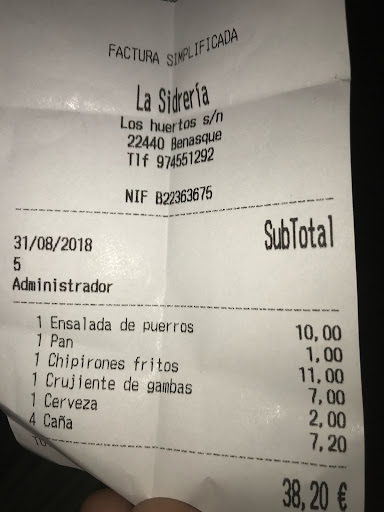 FACTURA SIMPLIFICADA
La Sidrería
Los huertos s/n
22440 Benasque
Tlf 974551292
NIF B22363675
SubTotal
31/08/2018
5
Administrador
1 Ensalada de puerros 10,00
1 Pan 1,00
1 Chipirones fritos 11,00
1 Crujiente de gambas 7,00
1 Cerveza 2,00
4 Caña 7,20
38,20 €